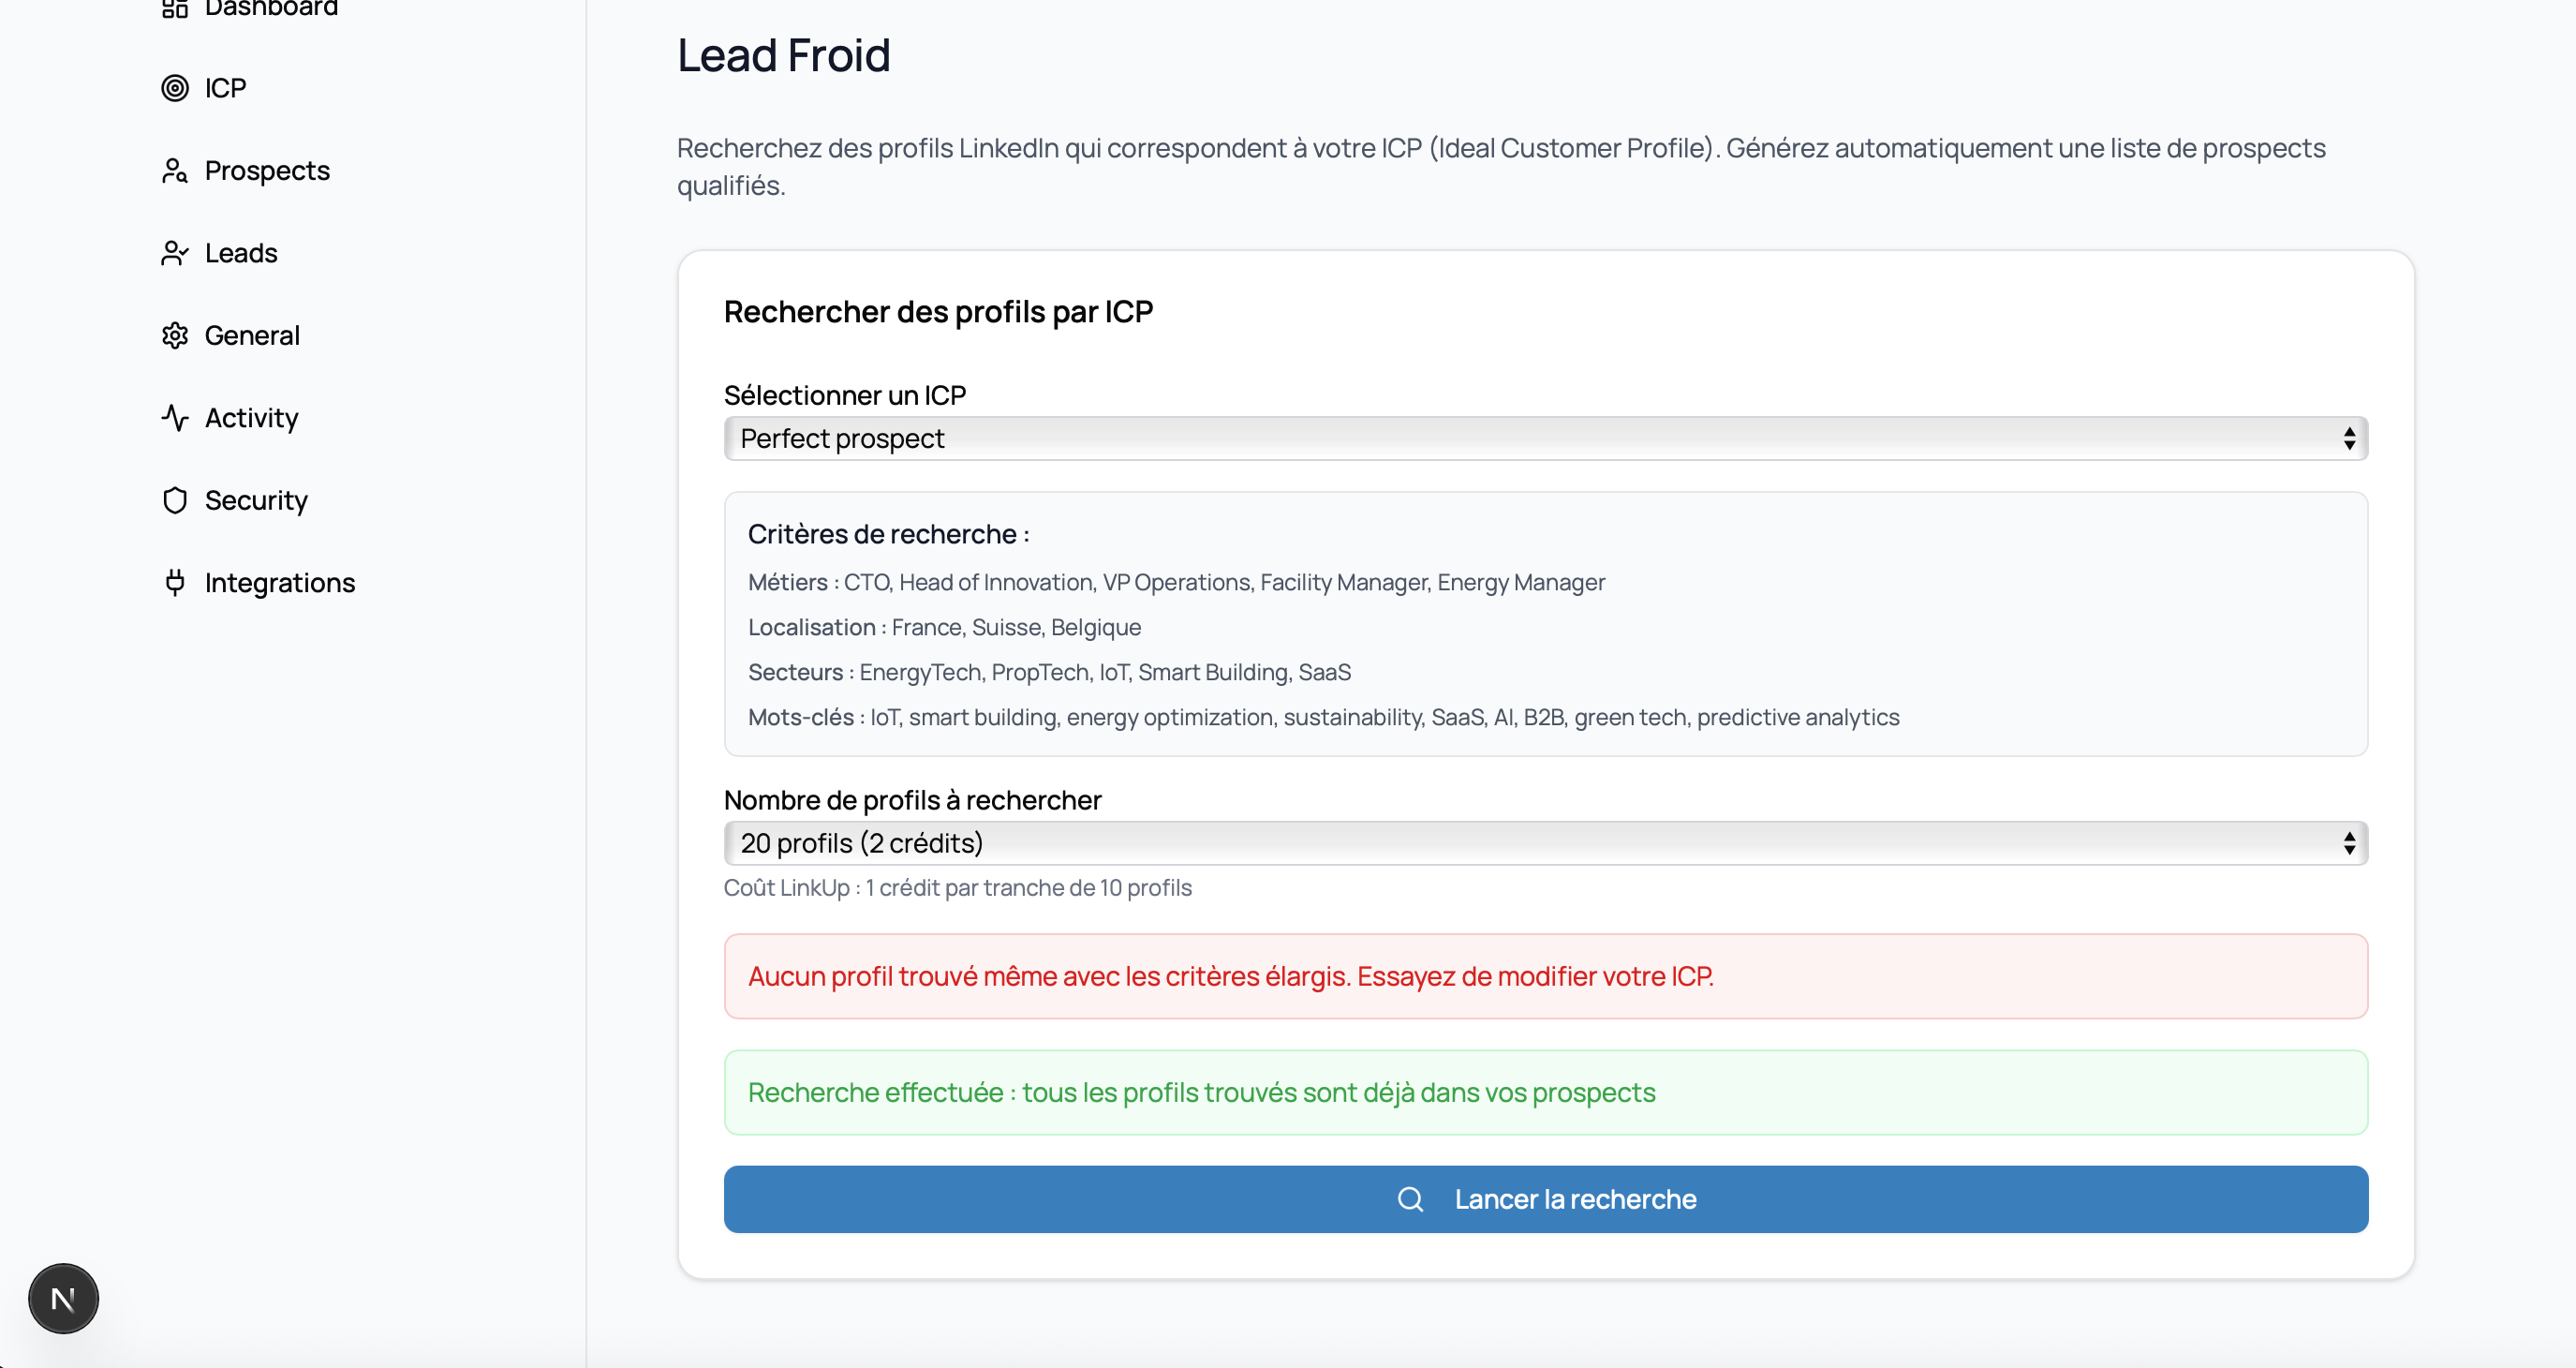 Dashboard
ICP
Prospects
Leads
General
Activity
Security
Integrations
N
Lead Froid
Recherchez des profils LinkedIn qui correspondent à votre ICP (Ideal Customer Profile). Générez automatiquement une liste de prospects
qualifiés.
Rechercher des profils par ICP
Sélectionner un ICP
Perfect prospect
Critères de recherche :
Métiers : CTO, Head of Innovation, VP Operations, Facility Manager, Energy Manager
Localisation : France, Suisse, Belgique
Secteurs : EnergyTech, PropTech, IoT, Smart Building, SaaS
Mots-clés : IoT, smart building, energy optimization, sustainability, SaaS, AI, B2B, green tech, predictive analytics
Nombre de profils à rechercher
20 profils (2 crédits)
Coût LinkUp : 1 crédit par tranche de 10 profils
Aucun profil trouvé même avec les critères élargis. Essayez de modifier votre ICP.
Recherche effectuée : tous les profils trouvés sont déjà dans vos prospects
Lancer la recherche